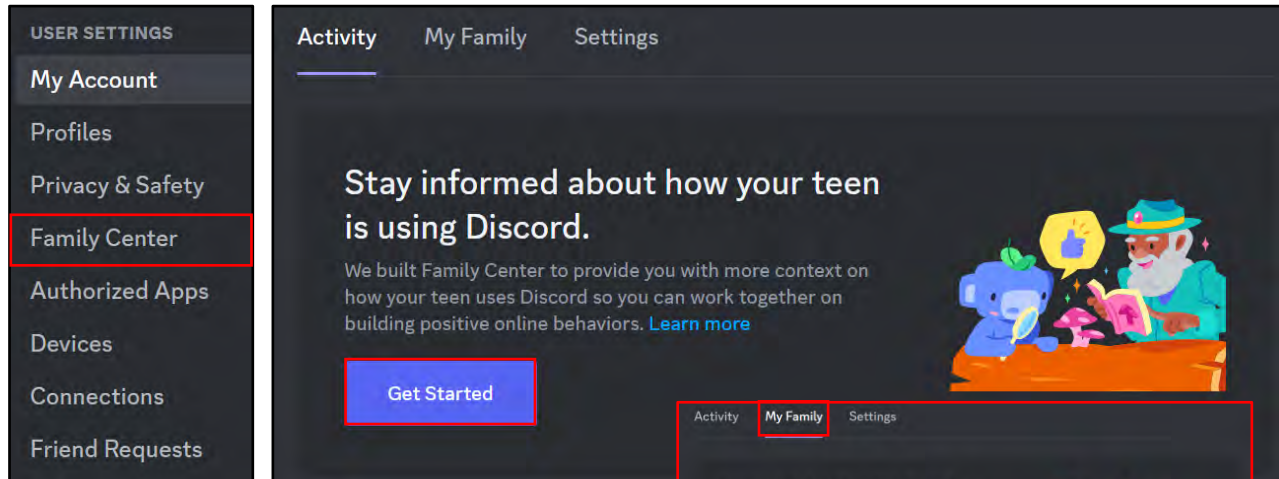 USER SETTINGS
My Account
Profiles
Privacy & Safety
Family Center
Authorized Apps
Devices
Connections
Friend Requests
Activity My Family Settings
Stay informed about how your teen
is using Discord.
We built Family Center to provide you with more context on
how your teen uses Discord so you can work together on
building positive online behaviors. Learn more
Get Started
Activity My Family Settings